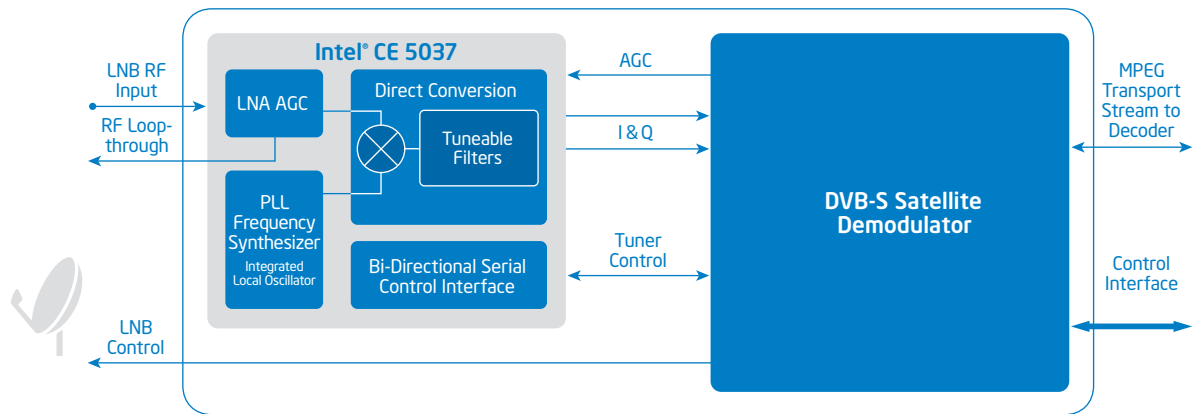 Intel® CE 5037
LNB RF
Input
RF Loop-
through
LNA AGC
Direct Conversion
Tuneable
Filters
PLL
Frequency
Synthesizer
Integrated
Local Oscillator
Bi-Directional Serial
Control Interface
AGC
I & Q
Tuner
Control
LNB
Control
DVB-S Satellite
Demodulator
MPEG
Transport
Stream to
Decoder
Control
Interface